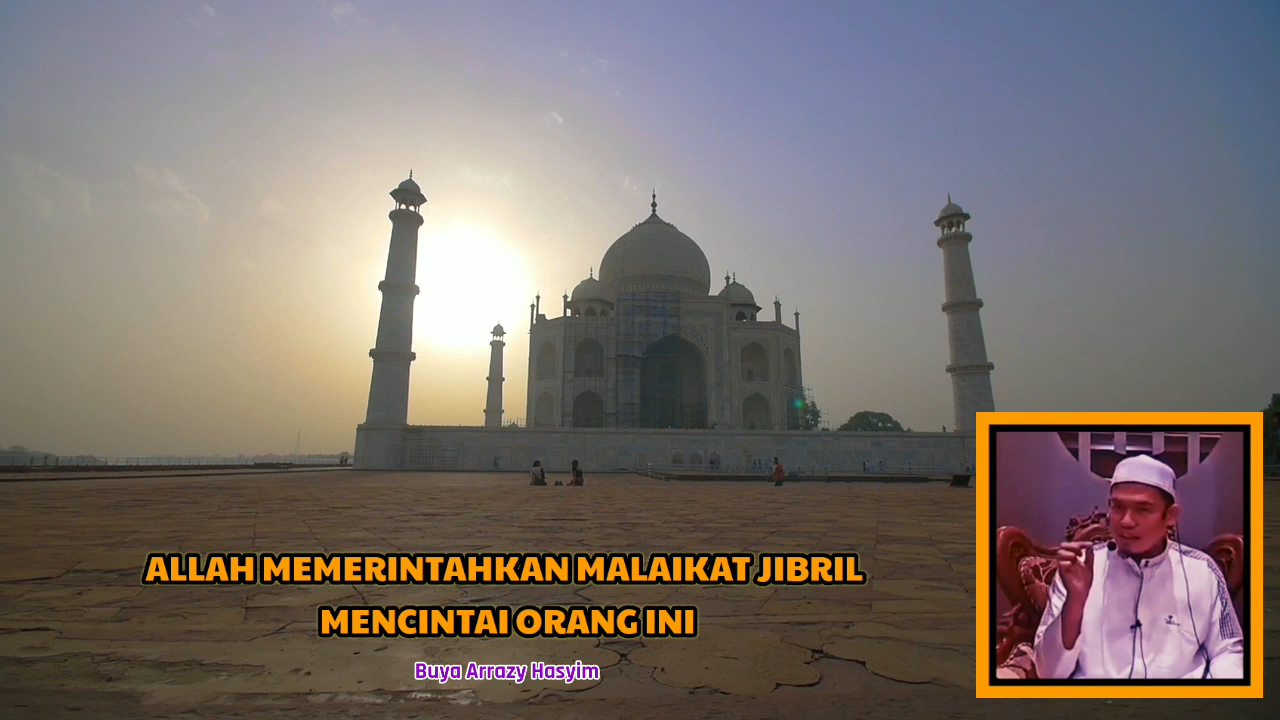 ALLAH MEMERINTAHKAN MALAIKAT JIBRIL
MENCINTAI ORANG INI
Buya Arrazy Hasyim